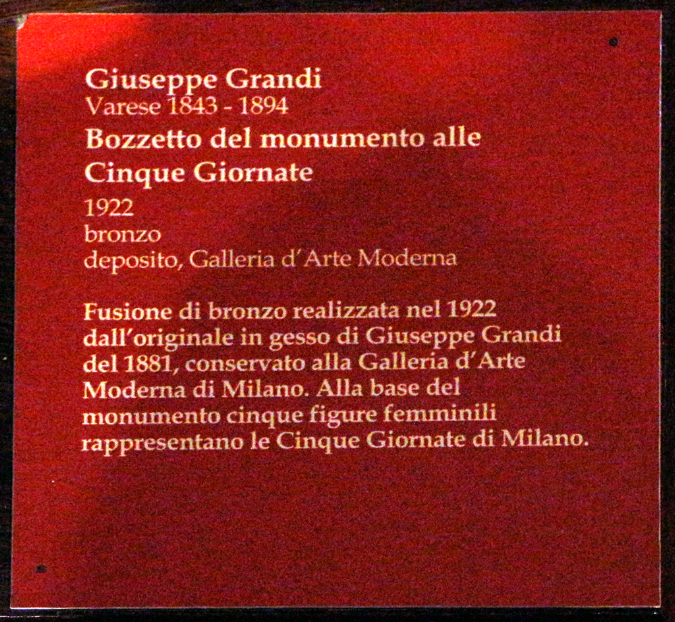 Giuseppe Grandi
Varese 1843 - 1894
Bozzetto del monumento alle
Cinque Giornate
1922
bronzo
deposito, Galleria d'Arte Moderna
Fusione di bronzo realizzata nel 1922
dall'originale in gesso di Giuseppe Grandi
del 1881, conservato alla Galleria d'Arte
Moderna di Milano. Alla base del
monumento cinque figure femminili
rappresentano le Cinque Giornate di Milano.